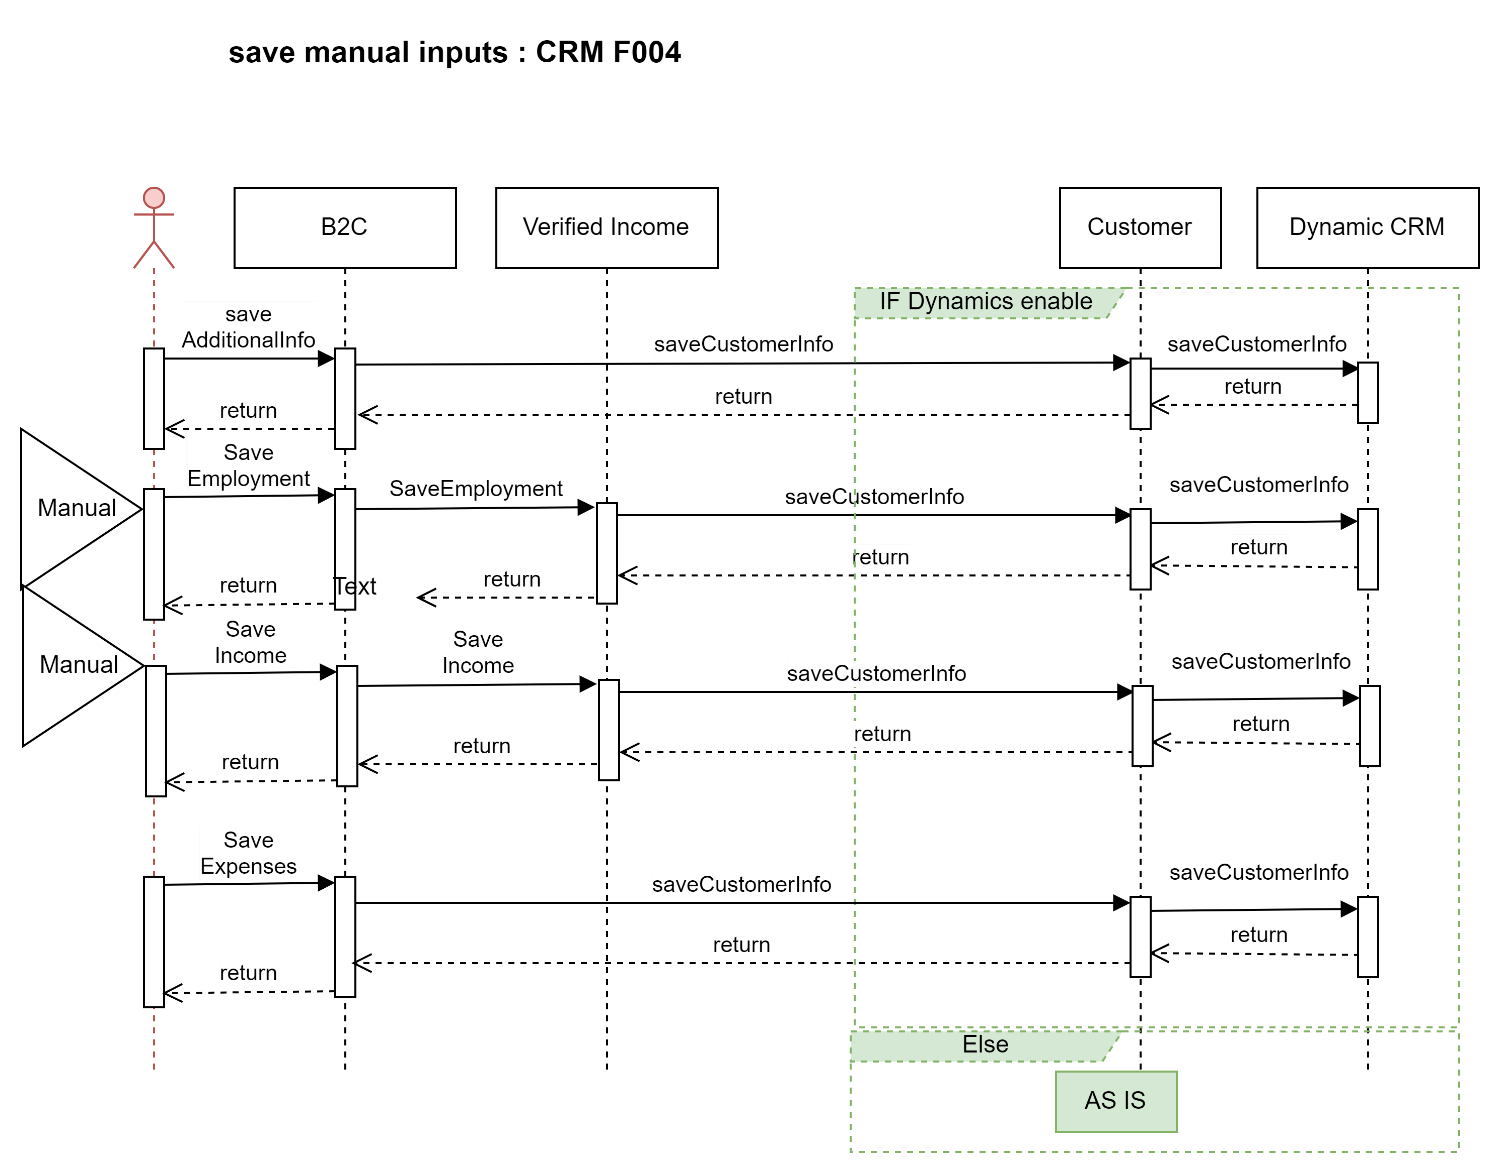 save manual inputs : CRM F004
B2C
Verified Income
Customer
Dynamic CRM
IF Dynamics enable
save
AdditionalInfo
saveCustomerInfo
saveCustomerInfo
return
return
return
Manual
Save
Employment
SaveEmployment
saveCustomerInfo
saveCustomerInfo
return
return
return
Text
return
Manual
Save
Income
Save
Income
saveCustomerInfo
saveCustomerInfo
return
return
return
return
Save
Expenses
saveCustomerInfo
saveCustomerInfo
return
return
return
Else
AS IS